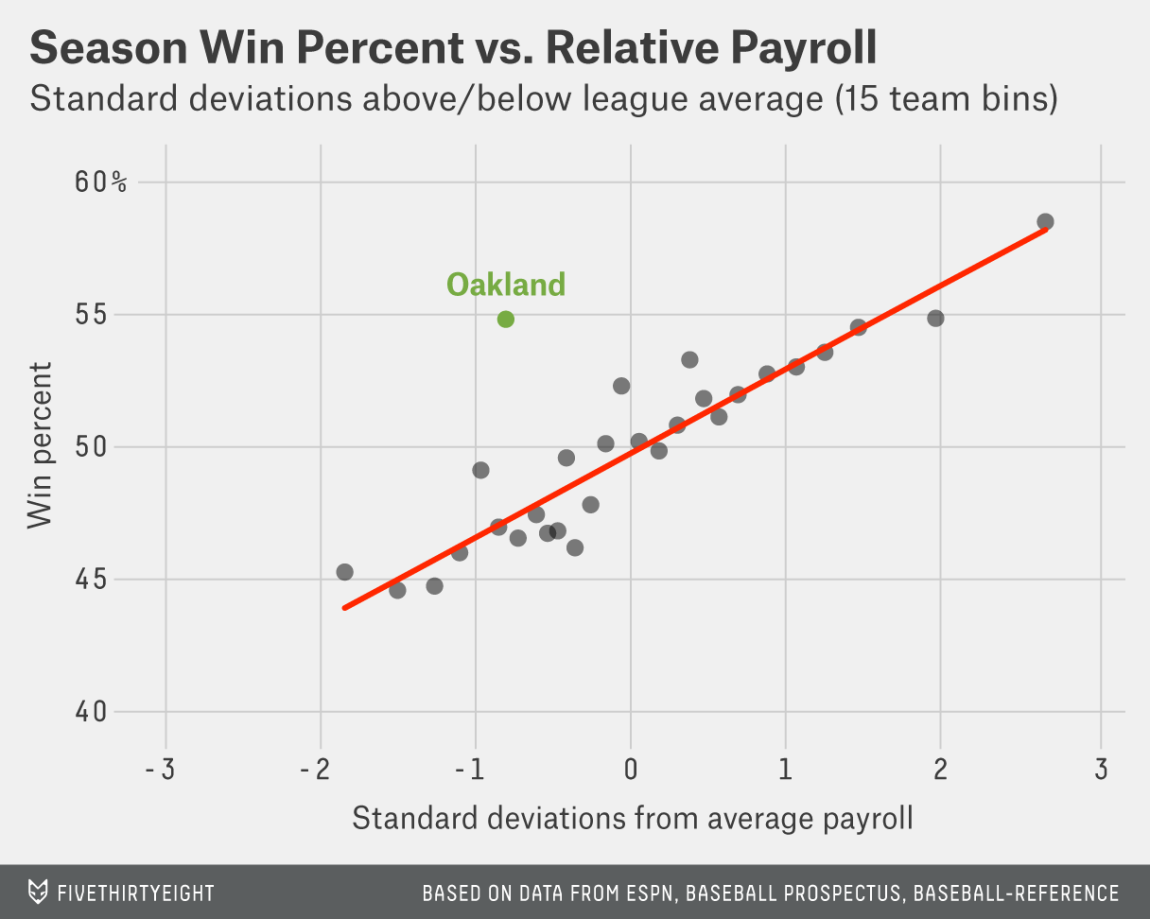 Season Win Percent vs. Relative Payroll
Standard deviations above/below league average (15 team bins)
60%
Oakland
55
50
45
40
Win percent
-3 -2 -1 0 1 2 3
Standard deviations from average payroll
FIVETHIRTYEIGHT
BASED ON DATA FROM ESPN, BASEBALL PROSPECTUS, BASEBALL-REFERENCE